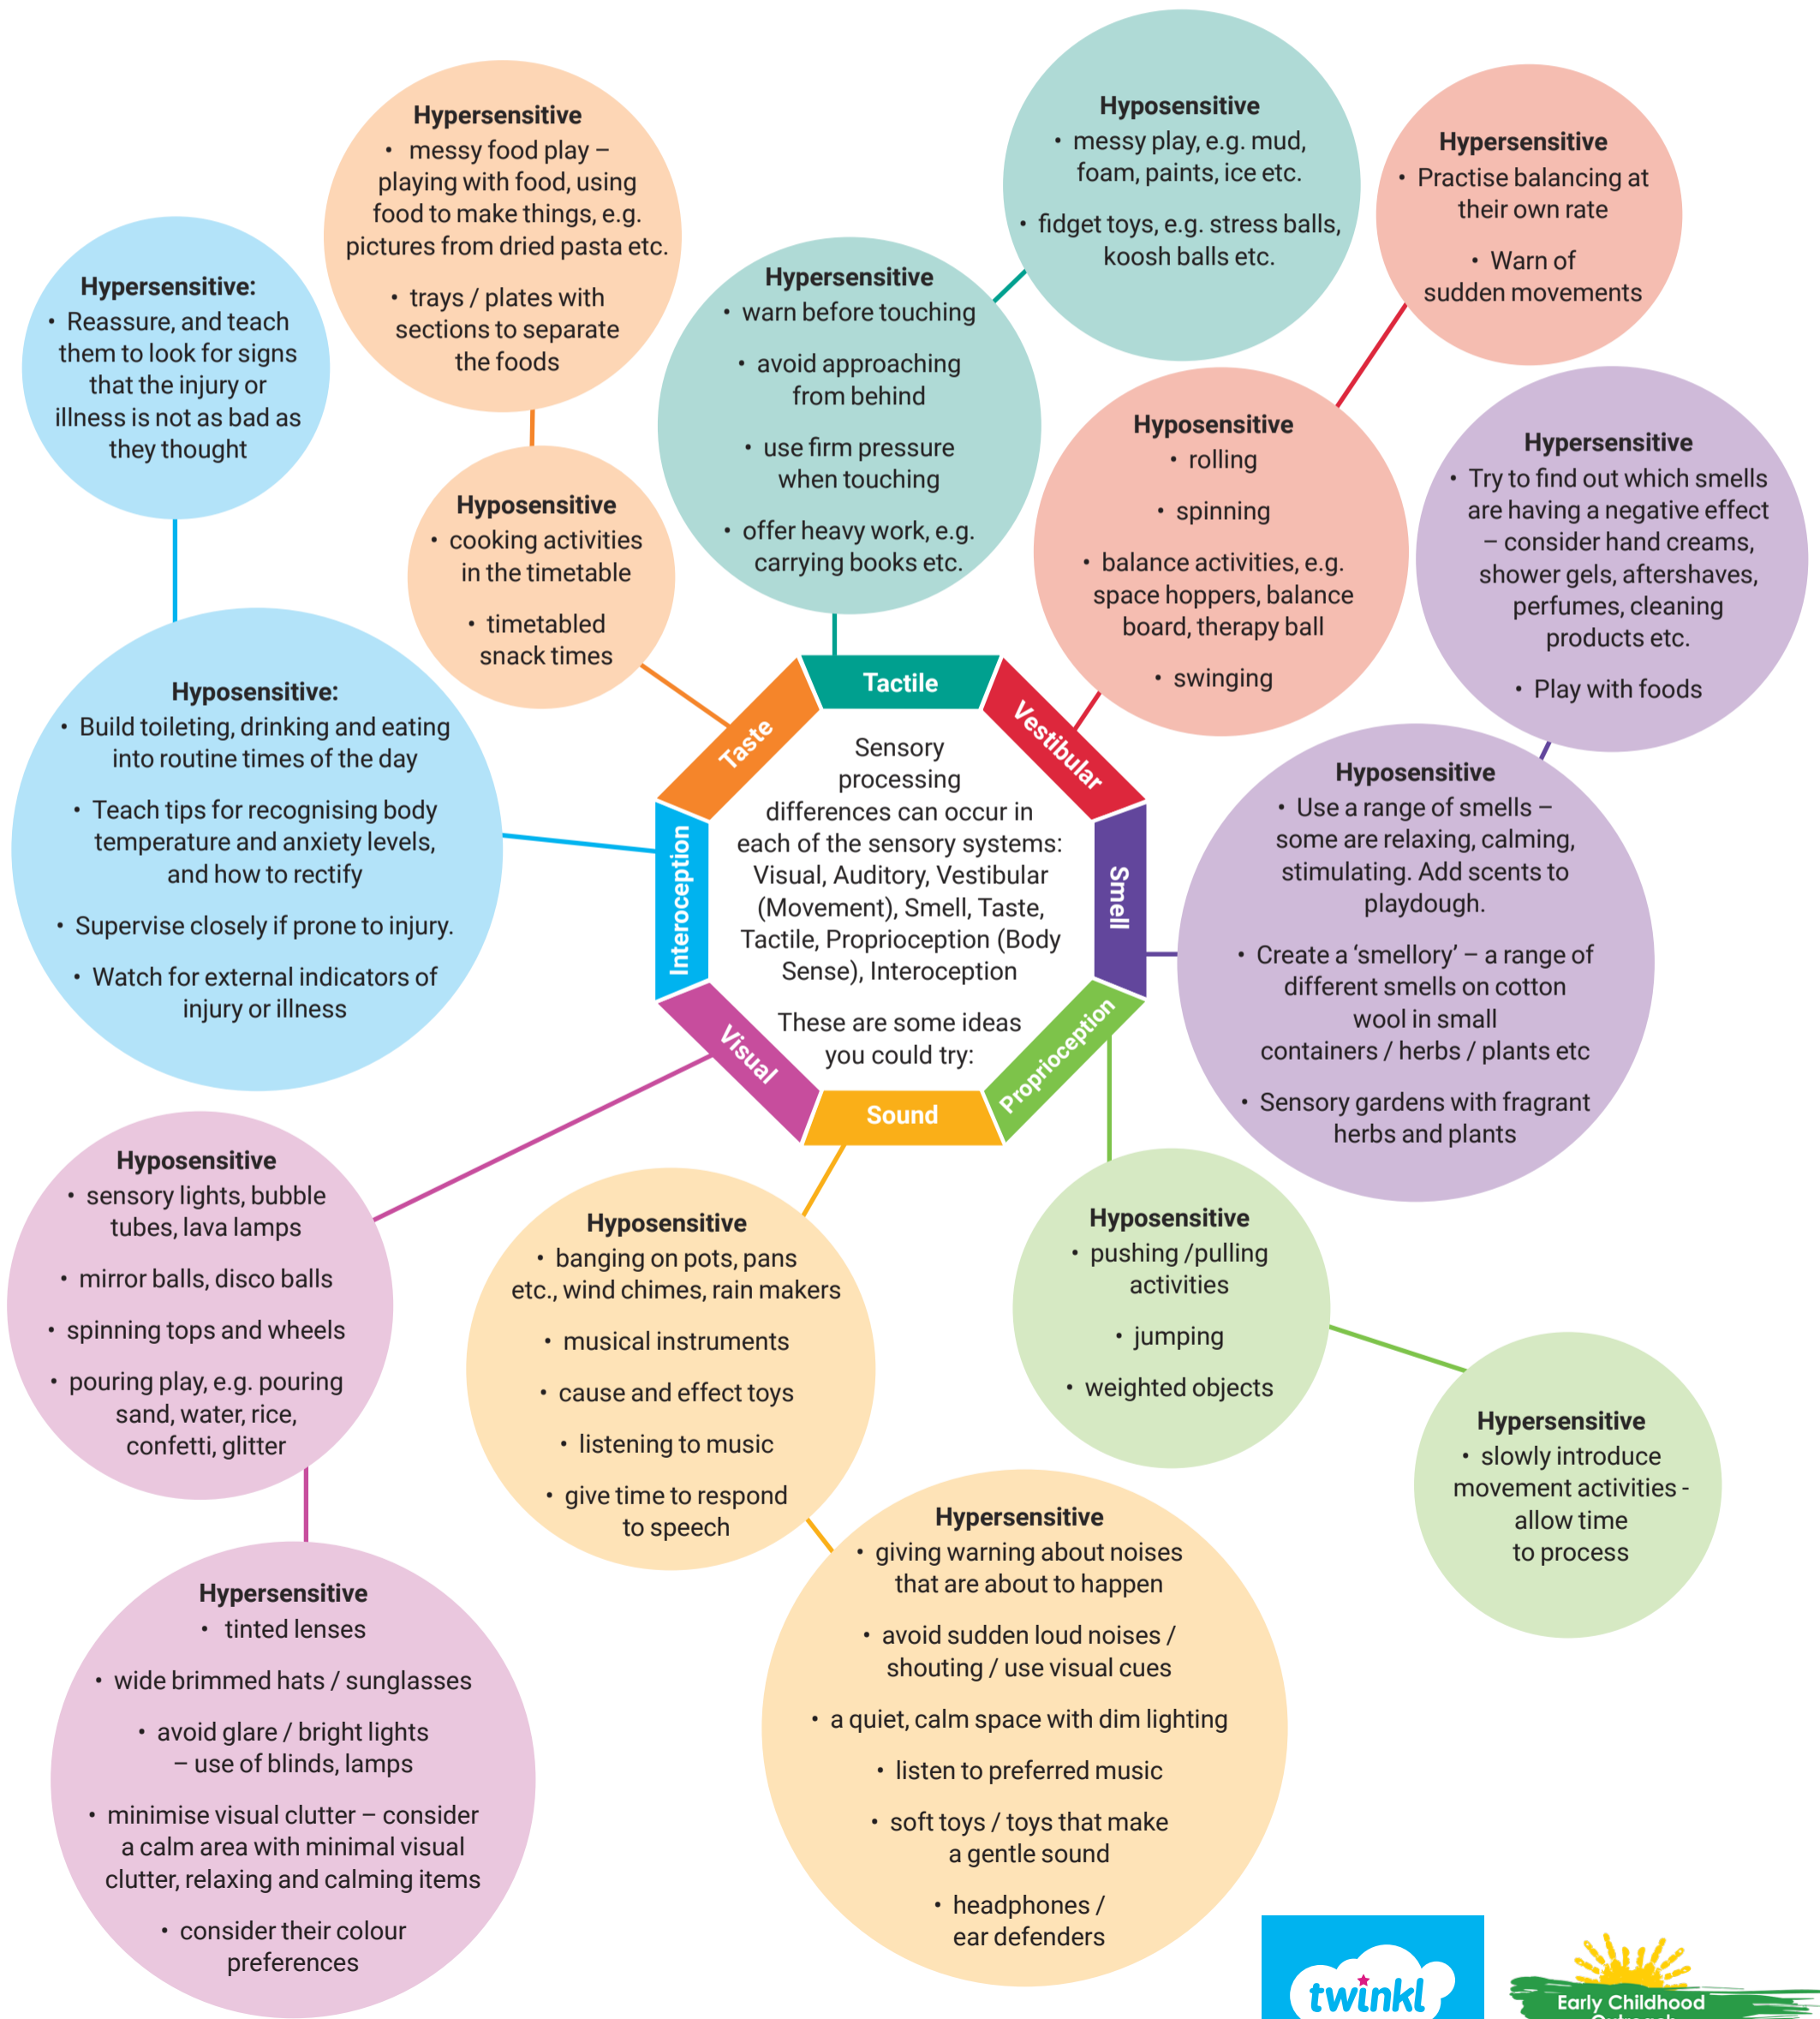 Hypersensitive
• messy food play –
playing with food, using
food to make things, e.g.
pictures from dried pasta etc.
• trays / plates with
sections to separate
the foods
Hyposensitive
• cooking activities
in the timetable
• timetabled
snack times
Taste
Hyposensitive
• messy play, e.g. mud,
foam, paints, ice etc.
• fidget toys, e.g. stress balls,
koosh balls etc.
Hypersensitive
• warn before touching
• avoid approaching
from behind
• use firm pressure
when touching
• offer heavy work, e.g.
carrying books etc.
Tactile
Hypersensitive
• Practise balancing at
their own rate
• Warn of
sudden movements
Hyposensitive
• rolling
• spinning
• balance activities, e.g.
space hoppers, balance
board, therapy ball
• swinging
Vestibular
Hypersensitive
• Try to find out which smells
are having a negative effect
– consider hand creams,
shower gels, aftershaves,
perfumes, cleaning
products etc.
• Play with foods
Hyposensitive
• Use a range of smells –
some are relaxing, calming,
stimulating. Add scents to
playdough.
• Create a ‘smellory’ – a range of
different smells on cotton
wool in small
containers / herbs / plants etc
• Sensory gardens with fragrant
herbs and plants
Smell
Hypersensitive:
• Reassure, and teach
them to look for signs
that the injury or
illness is not as bad as
they thought
Hyposensitive:
• Build toileting, drinking and eating
into routine times of the day
• Teach tips for recognising body
temperature and anxiety levels,
and how to rectify
• Supervise closely if prone to injury.
• Watch for external indicators of
injury or illness
Interoception
Sensory
processing
differences can occur in
each of the sensory systems:
Visual, Auditory, Vestibular
(Movement), Smell, Taste,
Tactile, Proprioception (Body
Sense), Interoception
These are some ideas
you could try:
Visual
Hyposensitive
• sensory lights, bubble
tubes, lava lamps
• mirror balls, disco balls
• spinning tops and wheels
• pouring play, e.g. pouring
sand, water, rice,
confetti, glitter
Hypersensitive
• tinted lenses
• wide brimmed hats / sunglasses
• avoid glare / bright lights
– use of blinds, lamps
• minimise visual clutter – consider
a calm area with minimal visual
clutter, relaxing and calming items
• consider their colour
preferences
Sound
Hyposensitive
• banging on pots, pans
etc., wind chimes, rain makers
• musical instruments
• cause and effect toys
• listening to music
• give time to respond
to speech
Hypersensitive
• giving warning about noises
that are about to happen
• avoid sudden loud noises /
shouting / use visual cues
• a quiet, calm space with dim lighting
• listen to preferred music
• soft toys / toys that make
a gentle sound
• headphones /
ear defenders
Proprioception
Hyposensitive
• pushing /pulling
activities
• jumping
• weighted objects
Hypersensitive
• slowly introduce
movement activities -
allow time
to process
twinkl
Early Childhood